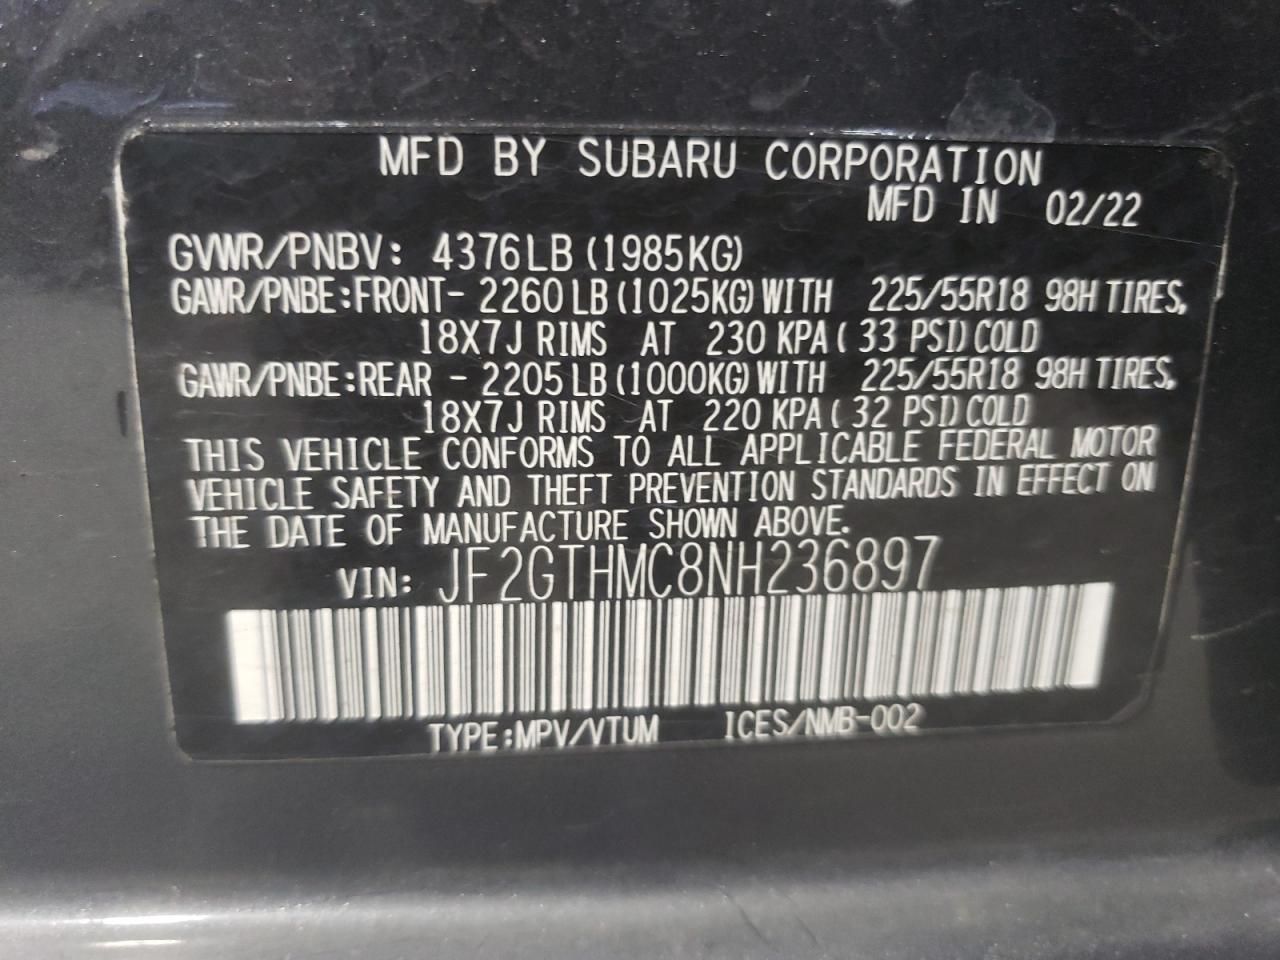 MFD BY SUBARU CORPORATION
MFD IN 02/22
GVWR/PNBV: 4376LB (1985KG)
GAWR/PNBE:FRONT- 2260LB(1025KG)WITH 225/55R18 98H TIRES,
18X7J RIMS AT 230 KPA( 33 PSI)COLD
GAWR/PNBE:REAR - 2205LB(1000KG)WITH 225/55R18 98H TIRES,
18X7J RIMS AT 220 KPA( 32 PSI)COLD
THIS VEHICLE CONFORMS TO ALL APPLICABLE FEDERAL MOTOR
VEHICLE SAFETY AND THEFT PREVENTION STANDARDS IN EFFECT ON
THE DATE OF MANUFACTURE SHOWN ABOVE.
VIN: JF2GTHMC8NH236897
TYPE:MPV/VTUM ICES/NMB-002